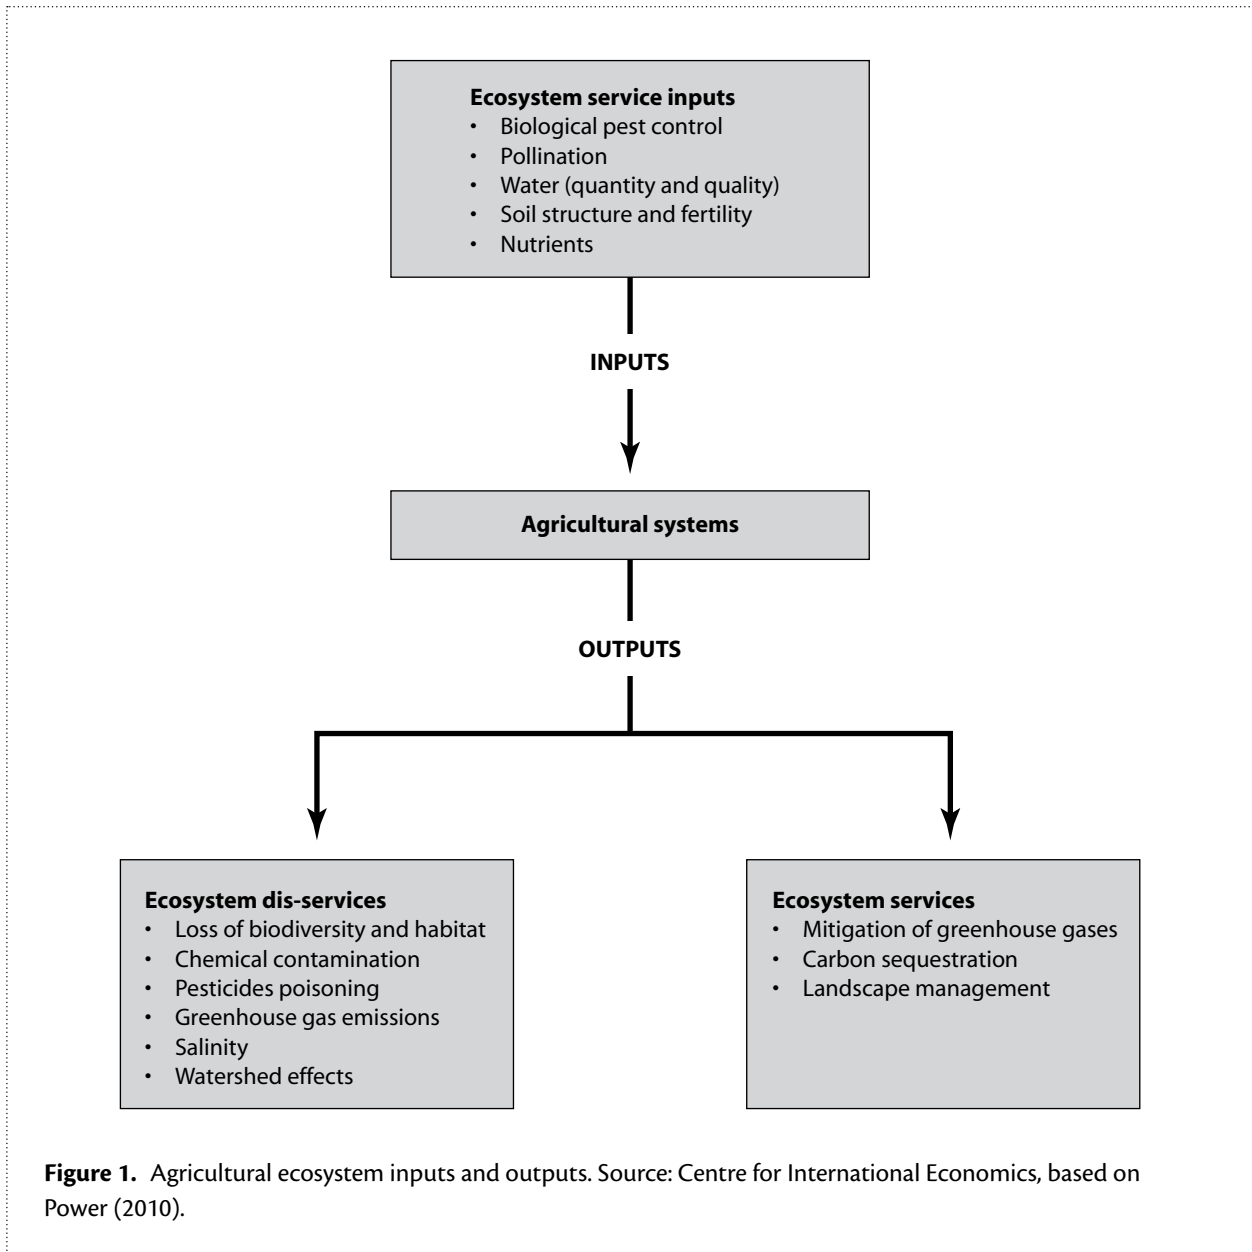 Ecosystem service inputs
• Biological pest control
• Pollination
• Water (quantity and quality)
• Soil structure and fertility
• Nutrients
INPUTS
Agricultural systems
OUTPUTS
Ecosystem dis-services
• Loss of biodiversity and habitat
• Chemical contamination
• Pesticides poisoning
• Greenhouse gas emissions
• Salinity
• Watershed effects
Ecosystem services
• Mitigation of greenhouse gases
• Carbon sequestration
• Landscape management
Figure 1. Agricultural ecosystem inputs and outputs. Source: Centre for International Economics, based on
Power (2010).